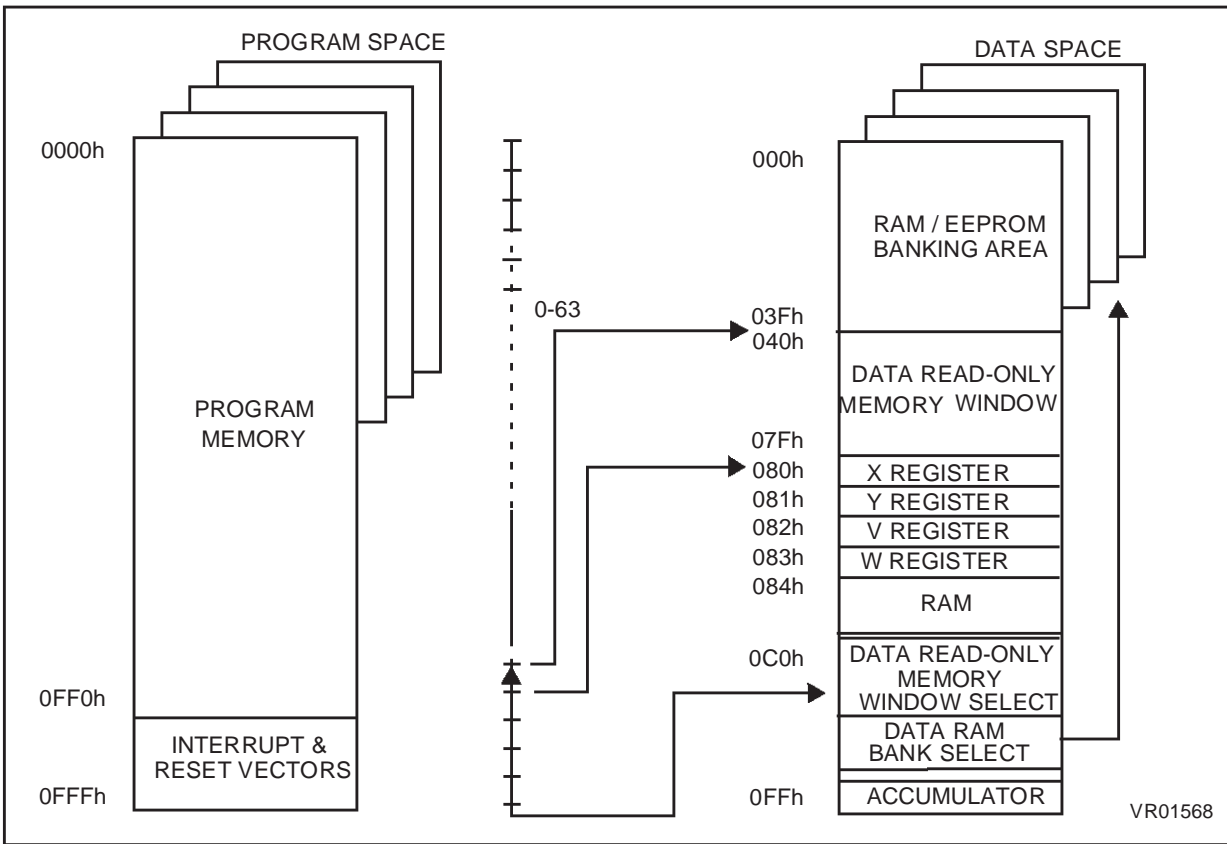 PROGRAM SPACE
0000h
PROGRAM
MEMORY
0FF0h
INTERRUPT &
RESET VECTORS
0FFFh
0-63
DATA SPACE
000h
RAM / EEPROM
BANKING AREA
03Fh
040h
DATA READ-ONLY
MEMORY WINDOW
07Fh
080h
X REGISTER
081h
Y REGISTER
082h
V REGISTER
083h
W REGISTER
084h
RAM
0C0h
DATA READ-ONLY
MEMORY
WINDOW SELECT
DATA RAM
BANK SELECT
0FFh
ACCUMULATOR
VR01568